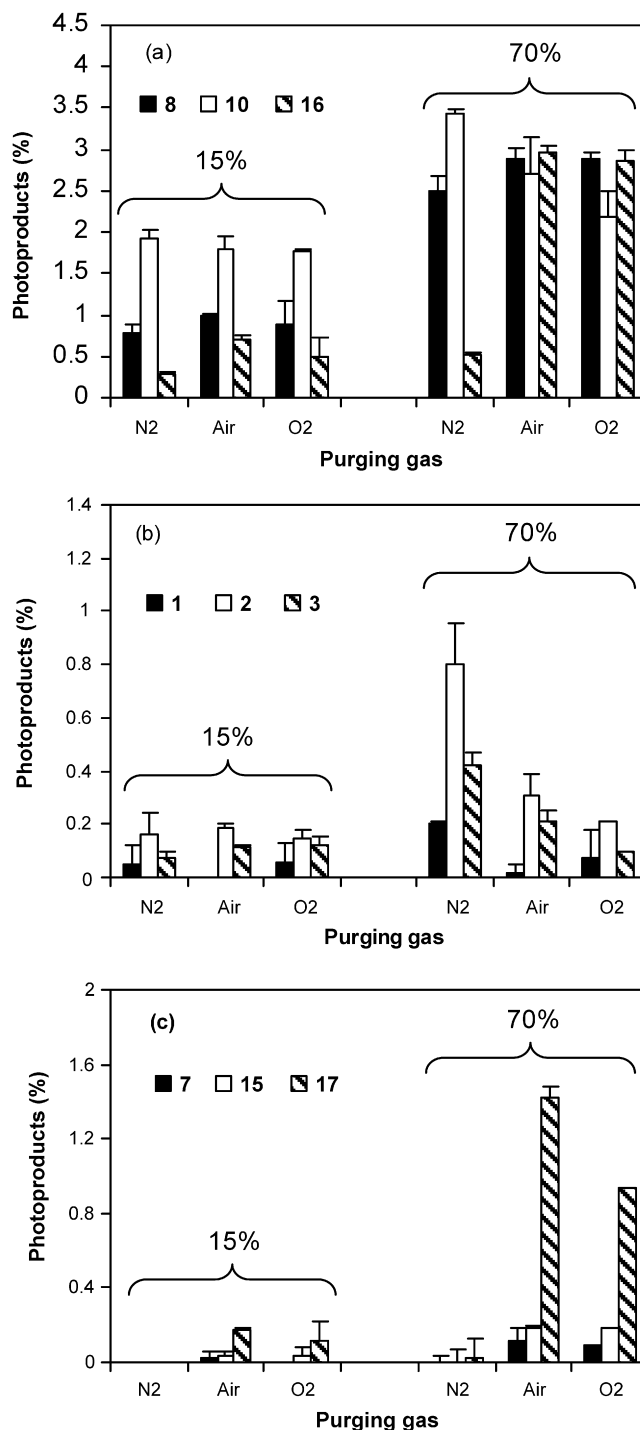 (a)
4.5
4
3.5
3
2.5
2
1.5
1
0.5
0
Photoproducts (%)
8 10 16
15%
70%
N2 Air O2 N2 Air O2
Purging gas
(b)
1.4
1.2
1
0.8
0.6
0.4
0.2
0
Photoproducts (%)
1 2 3
15%
70%
N2 Air O2 N2 Air O2
Purging gas
(c)
2
1.6
1.2
0.8
0.4
0
Photoproducts (%)
7 15 17
15%
70%
N2 Air O2 N2 Air O2
Purging gas